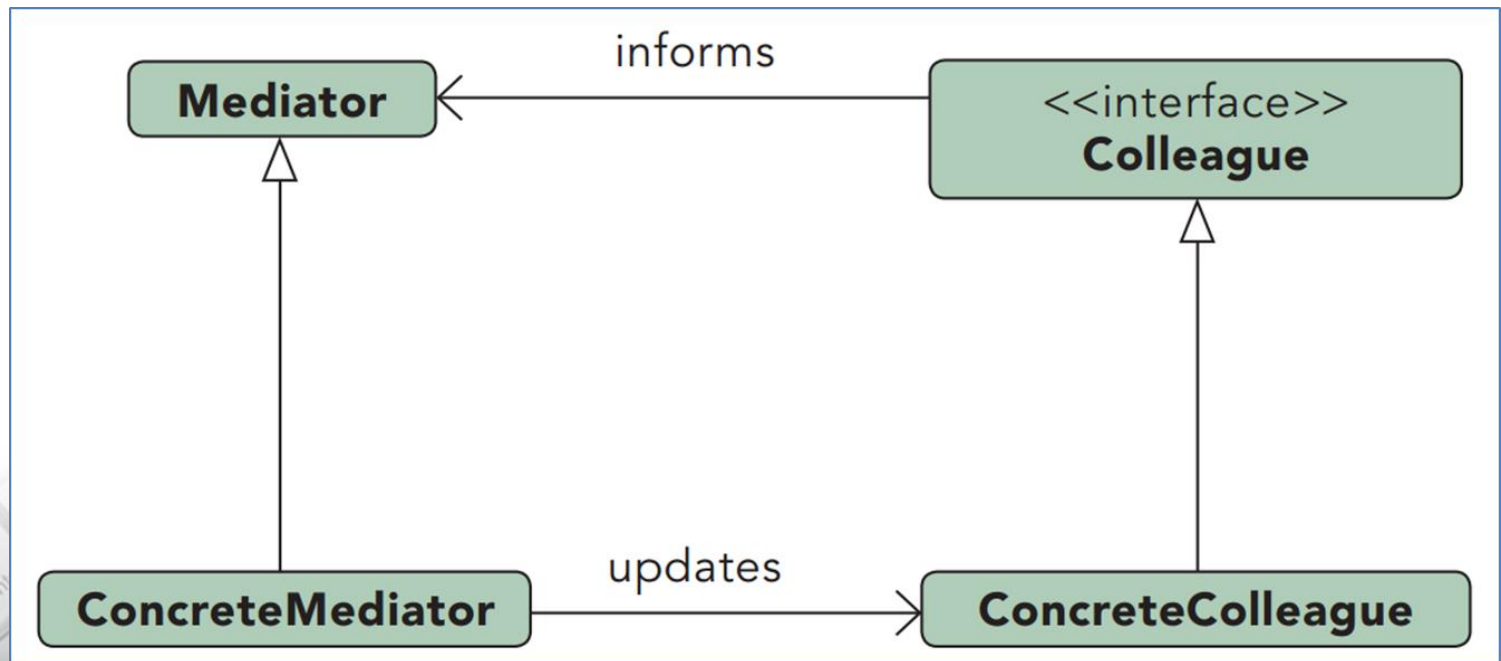 informs
Mediator
<<interface>>
Colleague
updates
ConcreteMediator
ConcreteColleague